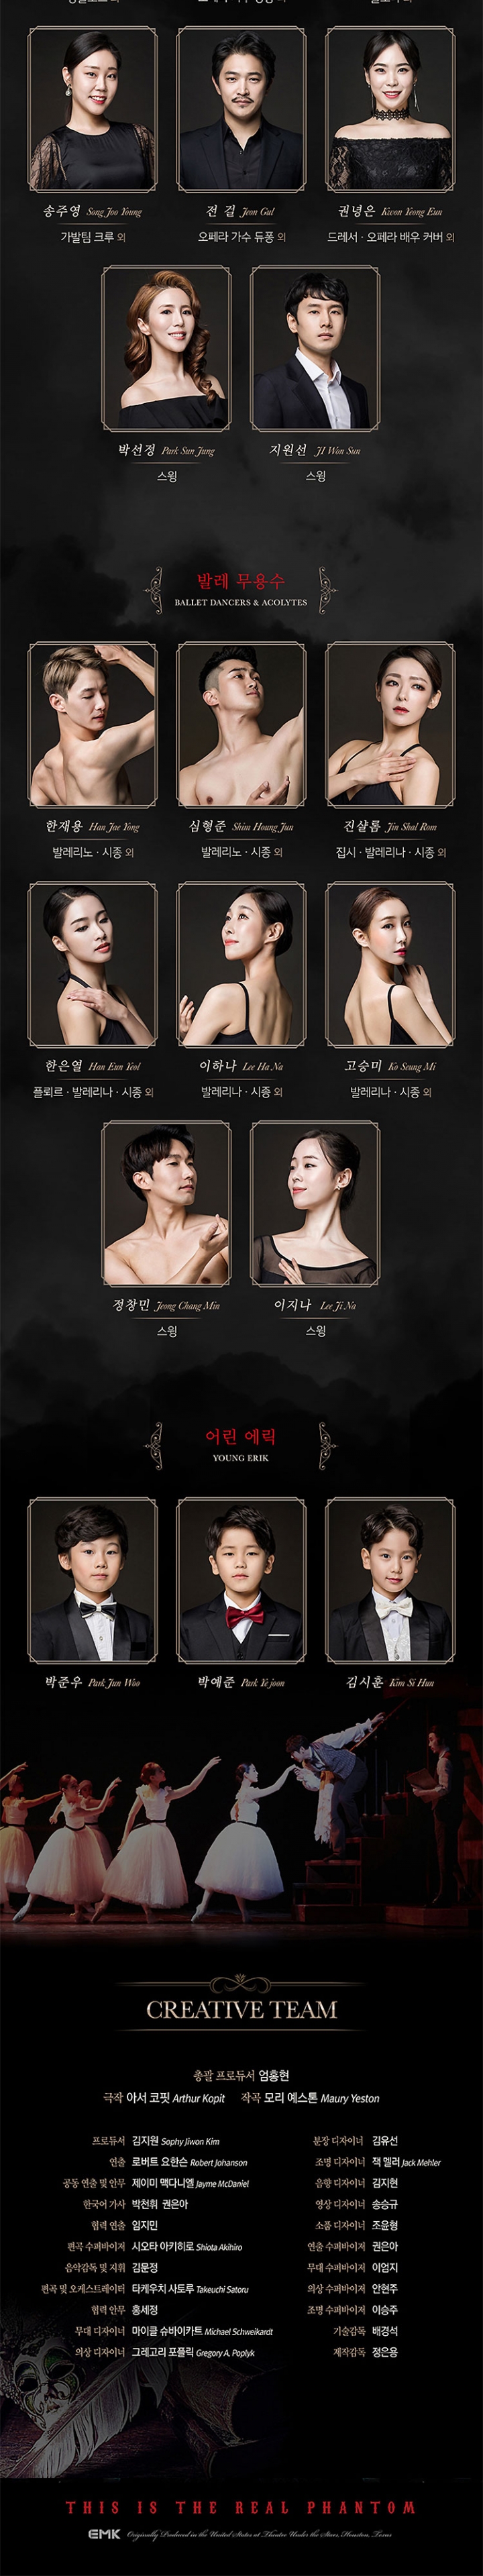 송주영 Song Joo Young
가발팀 크루 외
전 걸 Jeon Gul
오페라 가수 듀퐁 외
권녕은 Kwon Yeong Eun
드레서 · 오페라 배우 커버 외
박선정 Park Sun Jung
스윙
지원선 JI Won Sun
스윙
발레 무용수
BALLET DANCERS & ACOLYTES
한재용 Han Jae Yong
발레리노 · 시종 외
심형준 Shim Houng Jun
발레리노 · 시종 외
진샬롬 Jin Shal Rom
집시 · 발레리나 · 시종 외
한은열 Han Eun Yeol
플뢰르 · 발레리나 · 시종 외
이하나 Lee Ha Na
발레리나 · 시종 외
고승미 Ko Seung Mi
발레리나 · 시종 외
정창민 Jeong Chang Min
스윙
이지나 Lee Ji Na
스윙
어린 에릭
YOUNG ERIK
박준우 Park Jun Woo
박예준 Park Ye joon
김시훈 Kim Si Hun
CREATIVE TEAM
총괄 프로듀서 엄홍현
극작 아서 코핏 Arthur Kopit 작곡 모리 예스톤 Maury Yeston
프로듀서 김지원 Sophy Jiwon Kim
연출 로버트 요한슨 Robert Johanson
공동 연출 및 안무 제이미 맥다니엘 Jayme McDaniel
한국어 가사 박천휘 권은아
협력 연출 임지민
편곡 수퍼바이저 시오타 아키히로 Shiota Akihiro
음악감독 및 지휘 김문정
편곡 및 오케스트레이터 타케우치 사토루 Takeuchi Satoru
협력 안무 홍세정
무대 디자이너 마이클 슈바이카트 Michael Schweikardt
의상 디자이너 그레고리 포플릭 Gregory A. Poplyk
분장 디자이너 김유선
조명 디자이너 잭 멜러 Jack Mehler
음향 디자이너 김지현
영상 디자이너 송승규
소품 디자이너 조윤형
연출 수퍼바이저 권은아
무대 수퍼바이저 이엄지
의상 수퍼바이저 안현주
조명 수퍼바이저 이승주
기술감독 배경석
제작감독 정은용
THIS IS THE REAL PHANTOM
EMK Originally Produced in the United States at Theatre Under the Stars, Houston, Texas